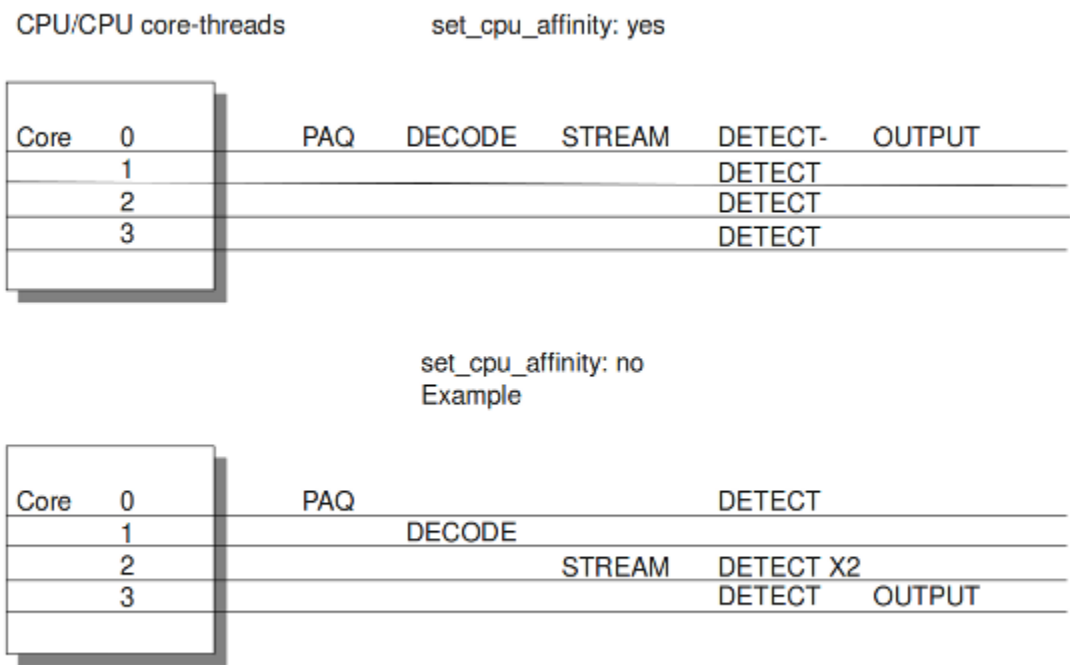 CPU/CPU core-threads set_cpu_affinity: yes
Core 0 PAQ DECODE STREAM DETECT- OUTPUT
1 DETECT
2 DETECT
3 DETECT
set_cpu_affinity: no
Example
Core 0 PAQ DETECT
1 DECODE
2 STREAM DETECT X2
3 DETECT OUTPUT